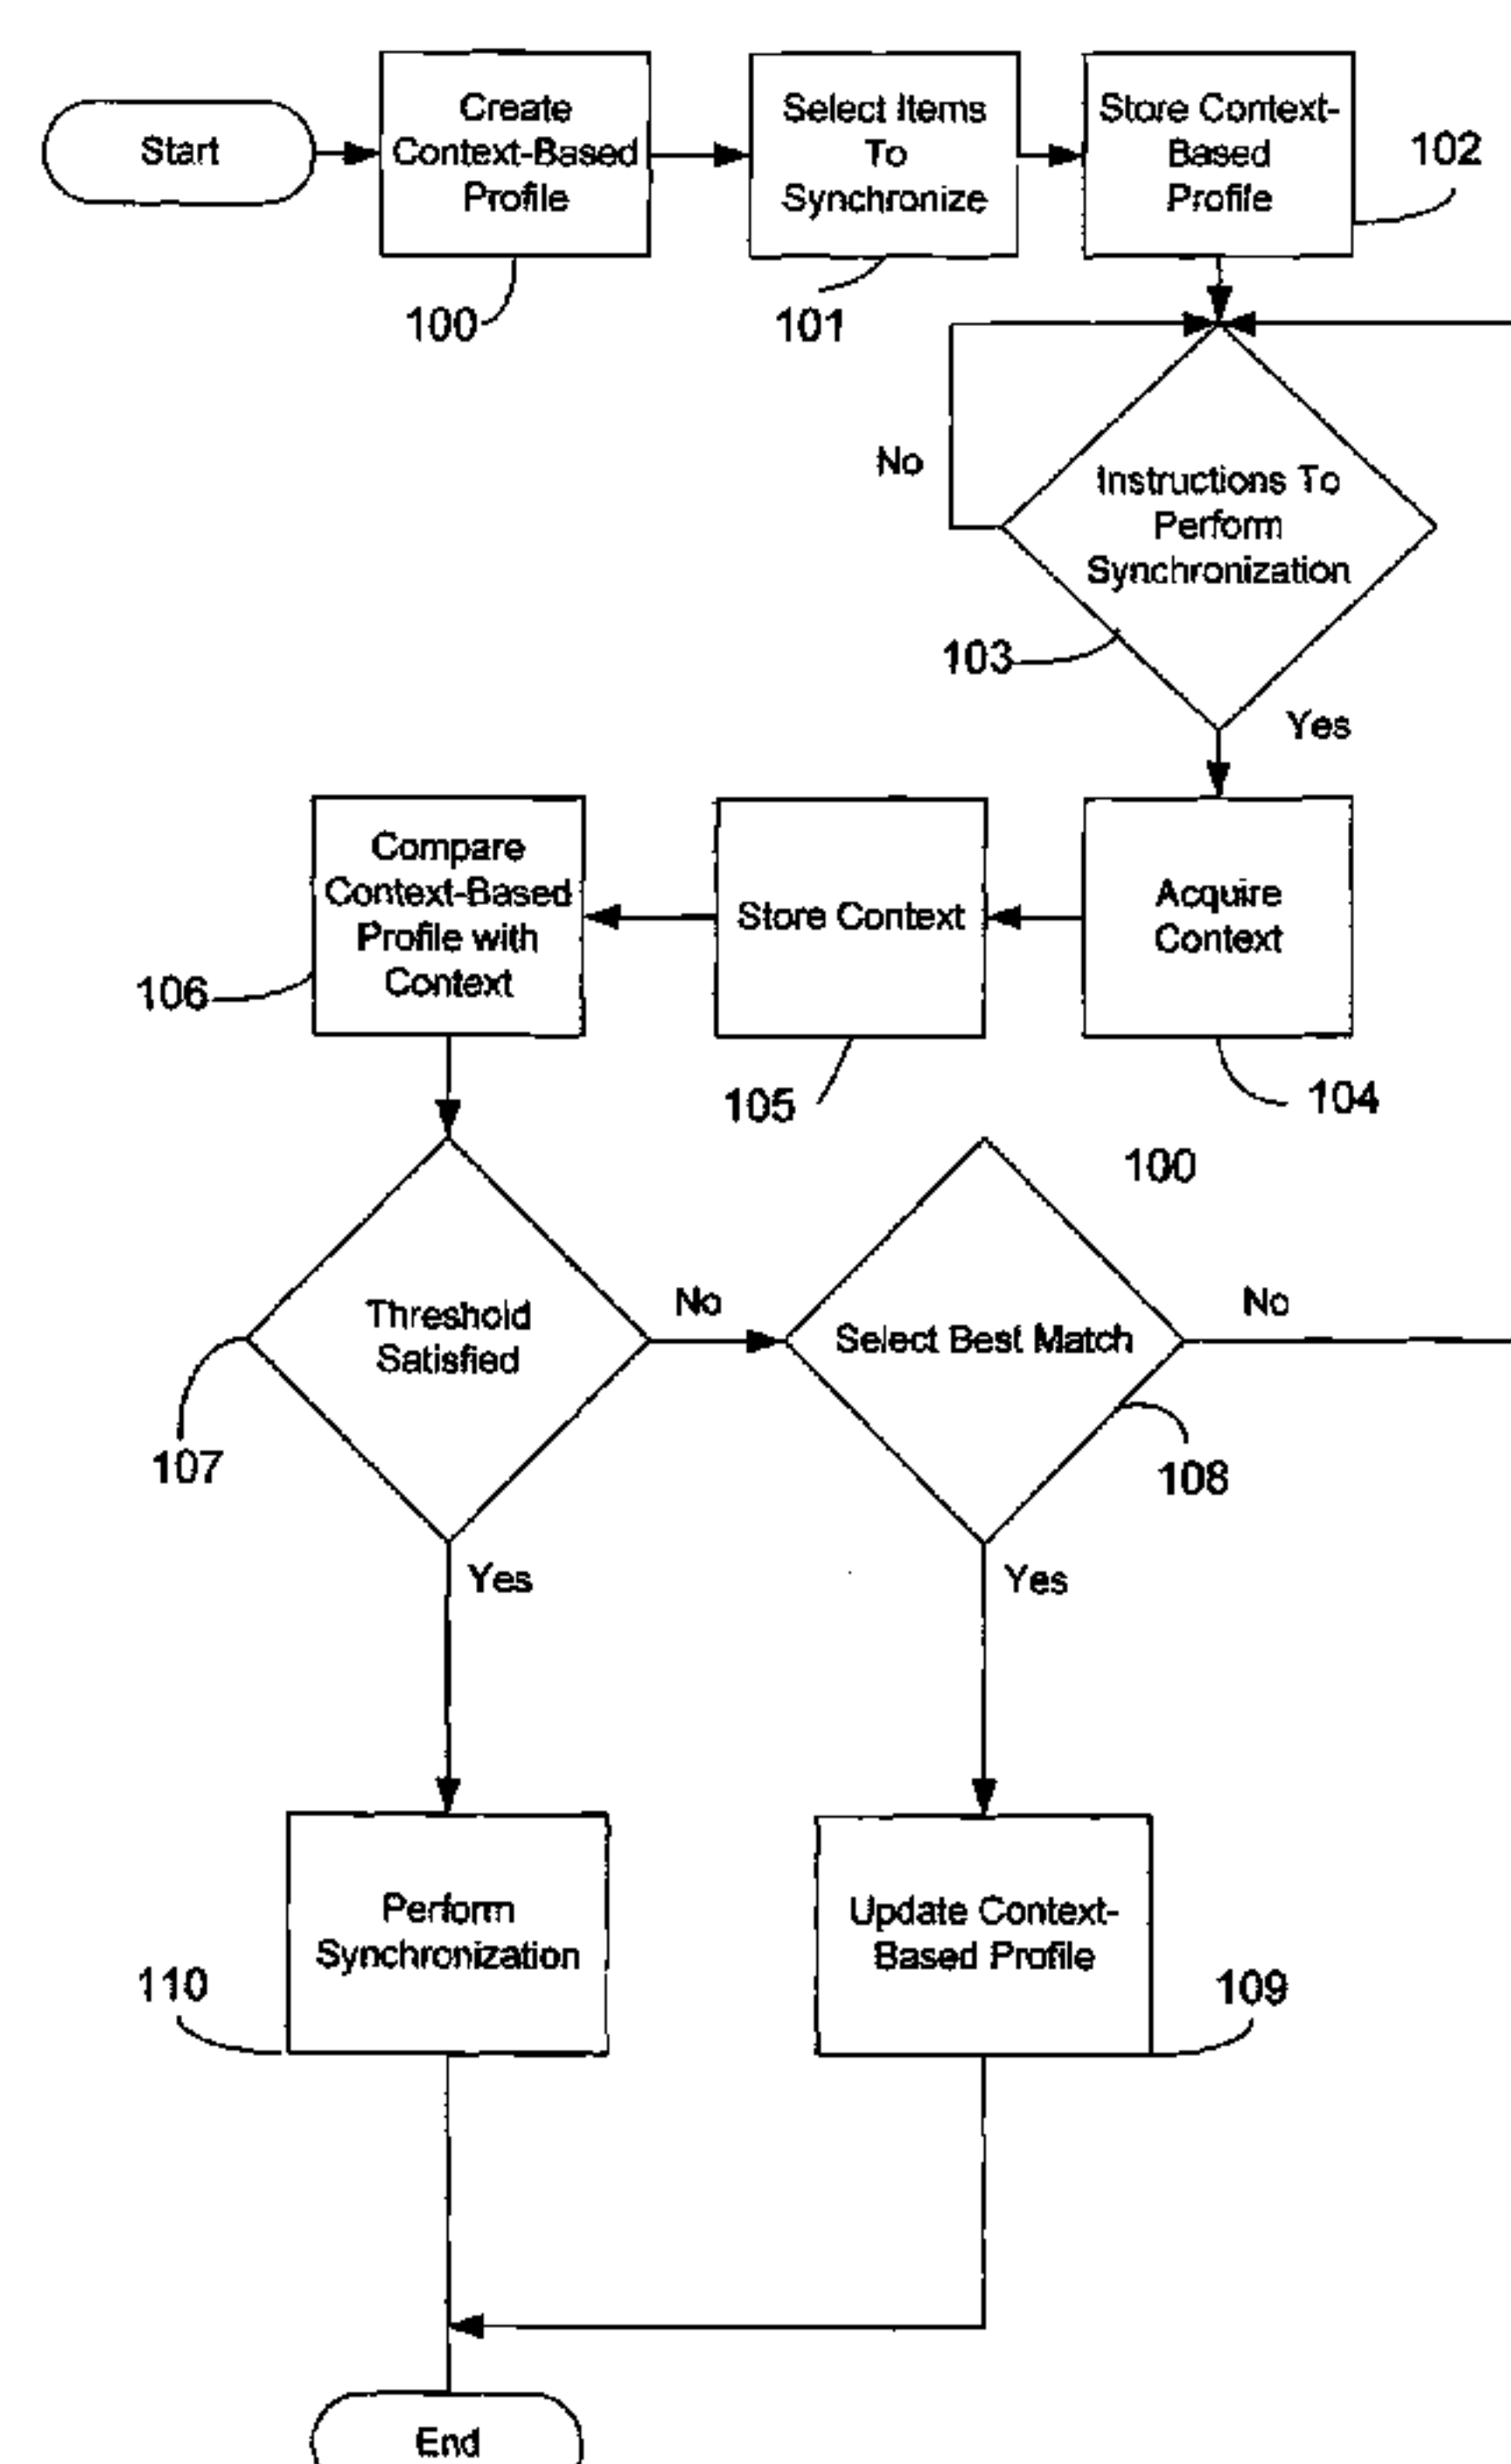 Start
Create
Context-Based
Profile
Select Items
To
Synchronize
Store Context-
Based
Profile
102
100
101
No
Instructions To
Perform
Synchronization
103
Yes
Compare
Context-Based
Profile with
Context
Store Context
Acquire
Context
106
105
104
100
Threshold
Satisfied
No
Select Best Match
No
107
108
Yes
Yes
Perform
Synchronization
Update Context-
Based Profile
110
109
End